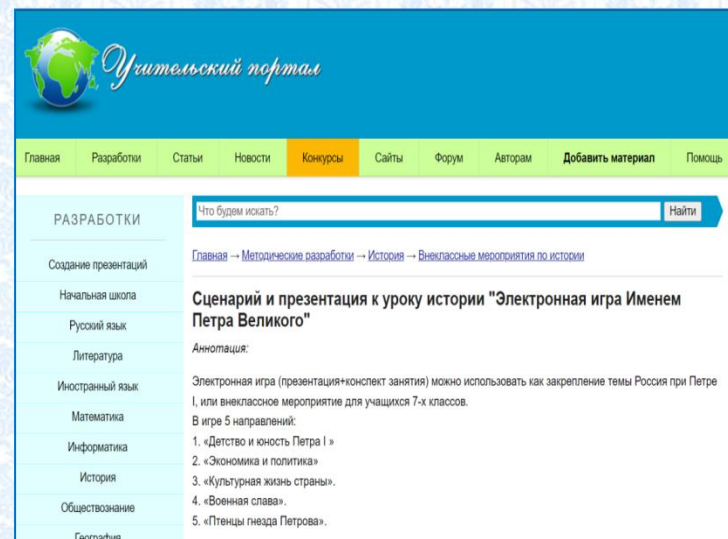 Учительский портал
Главная Разработки Статьи Новости Конкурсы Сайты Форум Авторам Добавить материал Помощь
РАЗРАБОТКИ
Создание презентаций
Начальная школа
Русский язык
Литература
Иностранный язык
Математика
Информатика
История
Обществознание
География
Что будем искать? Найти
Главная → Методические разработки → История → Внеклассные мероприятия по истории
Сценарий и презентация к уроку истории "Электронная игра Именем
Петра Великого"
Аннотация:
Электронная игра (презентация+конспект занятия) можно использовать как закрепление темы Россия при Петре
I, или внеклассное мероприятие для учащихся 7-х классов.
В игре 5 направлений:
1. «Детство и юность Петра I »
2. «Экономика и политика»
3. «Культурная жизнь страны».
4. «Военная слава».
5. «Птенцы гнезда Петрова».